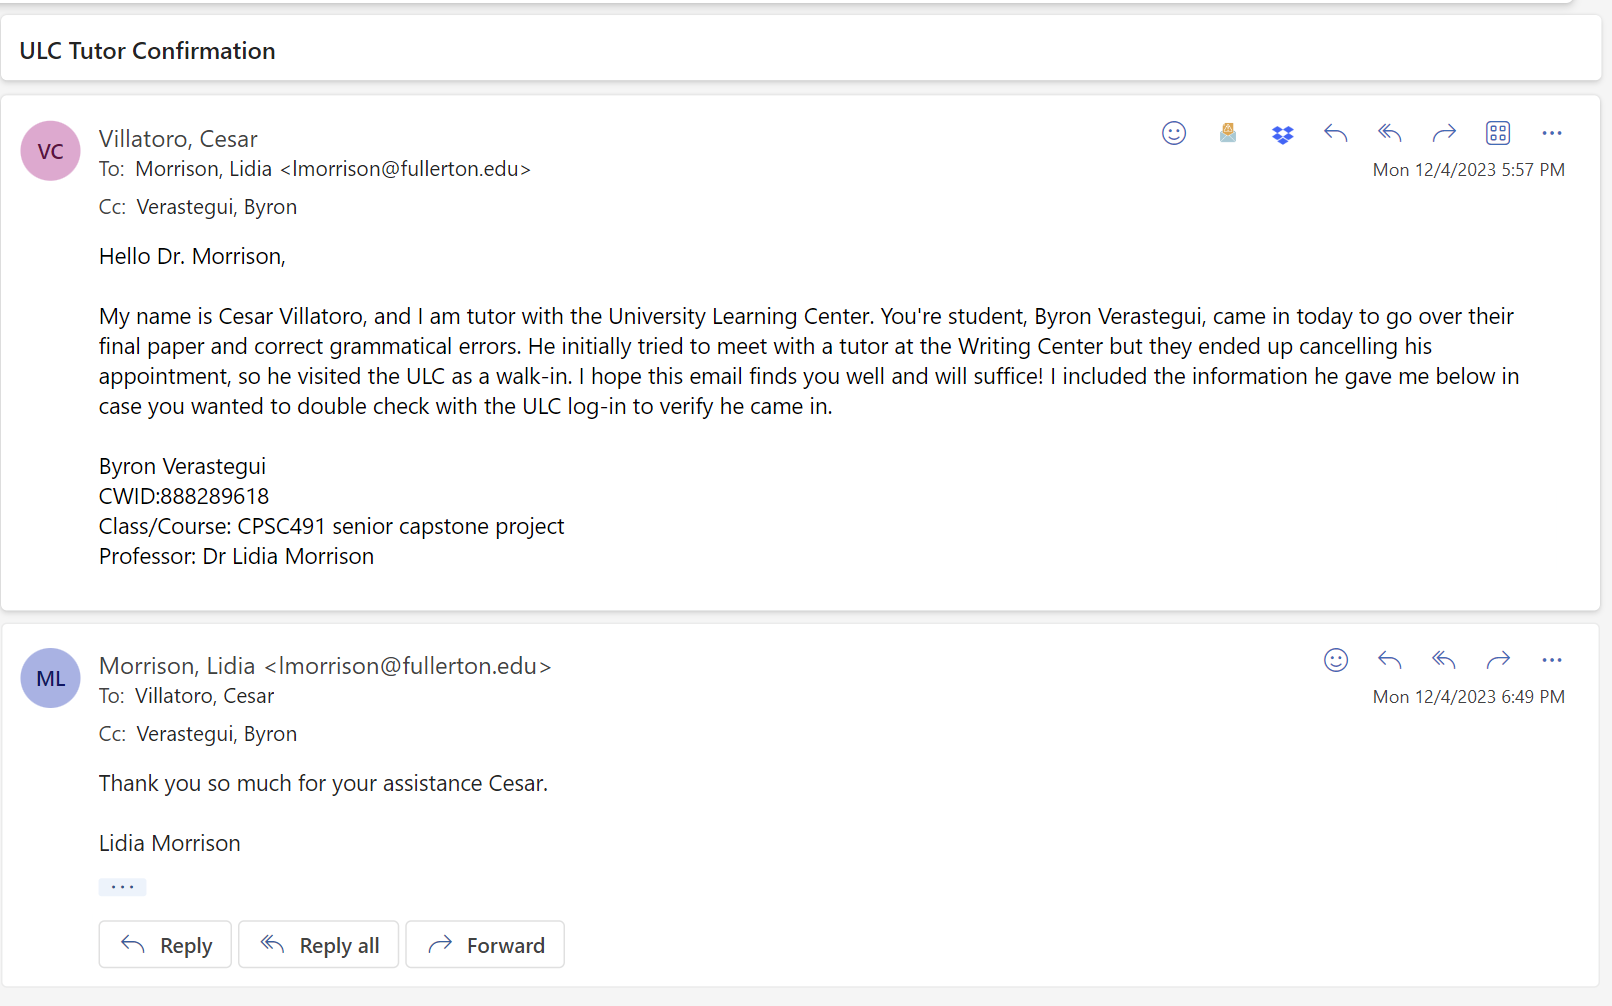 ULC Tutor Confirmation
VC
Villatoro, Cesar
To: Morrison, Lidia <lmorrison@fullerton.edu>
Mon 12/4/2023 5:57 PM
Cc: Verastegui, Byron
Hello Dr. Morrison,
My name is Cesar Villatoro, and I am tutor with the University Learning Center. You're student, Byron Verastegui, came in today to go over their
final paper and correct grammatical errors. He initially tried to meet with a tutor at the Writing Center but they ended up cancelling his
appointment, so he visited the ULC as a walk-in. I hope this email finds you well and will suffice! I included the information he gave me below in
case you wanted to double check with the ULC log-in to verify he came in.
Byron Verastegui
CWID:888289618
Class/Course: CPSC491 senior capstone project
Professor: Dr Lidia Morrison
ML
Morrison, Lidia <lmorrison@fullerton.edu>
To: Villatoro, Cesar
Mon 12/4/2023 6:49 PM
Cc: Verastegui, Byron
Thank you so much for your assistance Cesar.
Lidia Morrison
...
Reply
Reply all
Forward